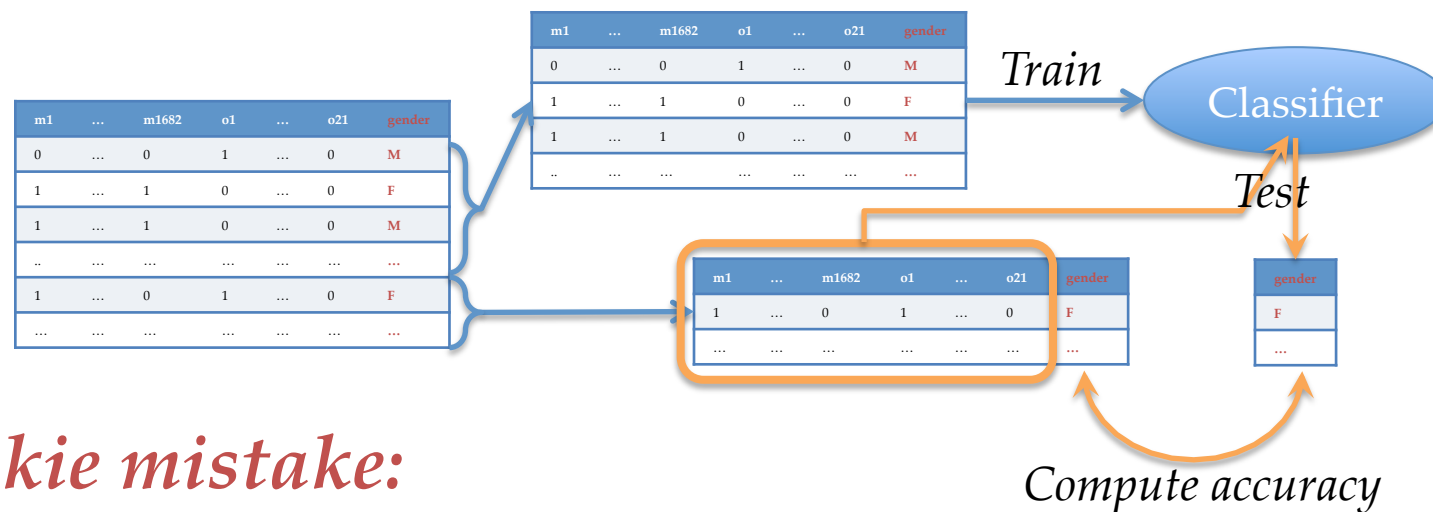 m1 … m1682 o1 … o21 gender
0 … 0 1 … 0 M
1 … 1 0 … 0 F
1 … 1 0 … 0 M
.. … … … … … …
Train
Classifier
m1 … m1682 o1 … o21 gender
0 … 0 1 … 0 M
1 … 1 0 … 0 F
1 … 1 0 … 0 M
.. … … … … … …
1 … 0 1 … 0 F
… … … … … … …
Test
m1 … m1682 o1 … o21 gender
1 … 0 1 … 0 F
… … … … … … …
gender
F
…
kie mistake:
Compute accuracy